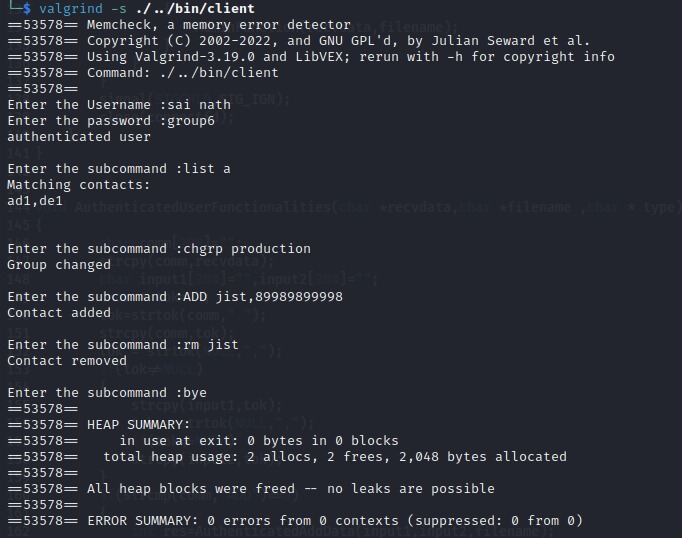 └─$ valgrind -s ./../bin/client
==53578== Memcheck, a memory error detector
==53578== Copyright (C) 2002-2022, and GNU GPL'd, by Julian Seward et al.
==53578== Using Valgrind-3.19.0 and LibVEX; rerun with -h for copyright info
==53578== Command: ./../bin/client
==53578==
Enter the Username :sai nath
Enter the password :group6
authenticated user
Enter the subcommand :list a
Matching contacts:
ad1,de1
Enter the subcommand :chgrp production
Group changed
Enter the subcommand :ADD jist,89989899998
Contact added
Enter the subcommand :rm jist
Contact removed
Enter the subcommand :bye
==53578==
==53578== HEAP SUMMARY:
==53578==     in use at exit: 0 bytes in 0 blocks
==53578==   total heap usage: 2 allocs, 2 frees, 2,048 bytes allocated
==53578==
==53578== All heap blocks were freed -- no leaks are possible
==53578==
==53578== ERROR SUMMARY: 0 errors from 0 contexts (suppressed: 0 from 0)